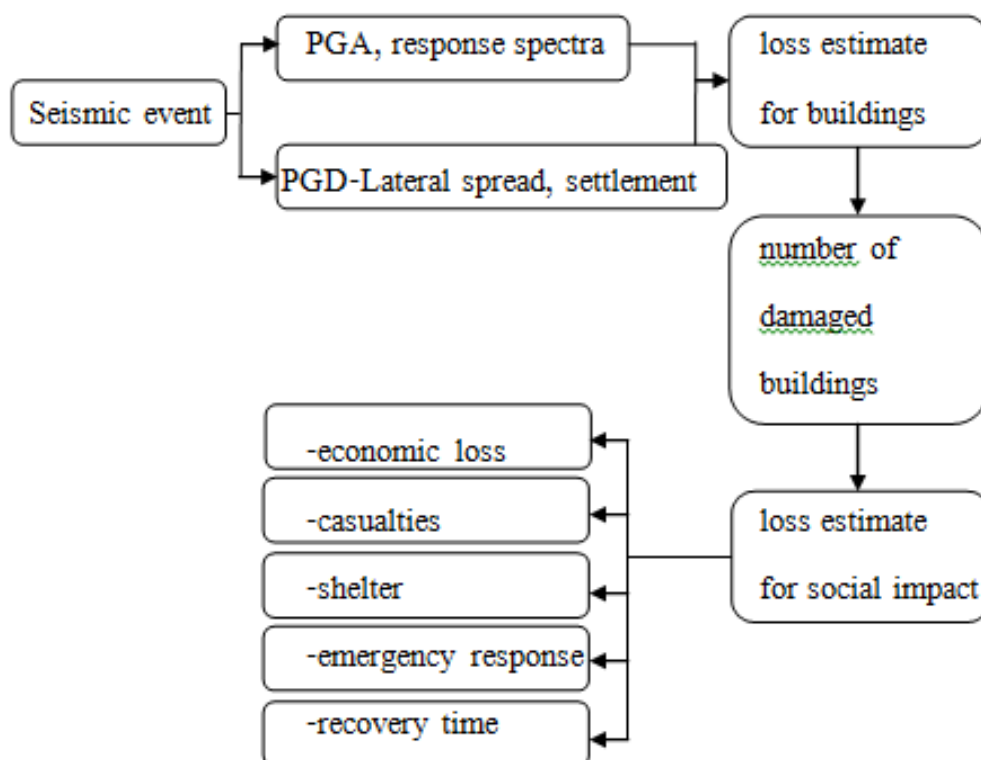 PGA, response spectra
Seismic event
PGD-Lateral spread, settlement
loss estimate
for buildings
number of
damaged
buildings
loss estimate
for social impact
-economic loss
-casualties
-shelter
-emergency response
-recovery time